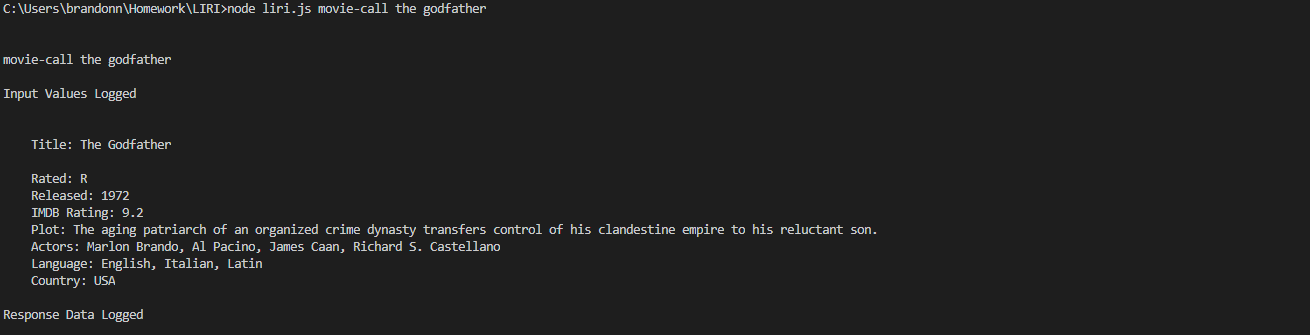 C:\Users\brandonn\Homework\LIRI>node liri.js movie-call the godfather
movie-call the godfather
Input Values Logged
Title: The Godfather
Rated: R
Released: 1972
IMDB Rating: 9.2
Plot: The aging patriarch of an organized crime dynasty transfers control of his clandestine empire to his reluctant son.
Actors: Marlon Brando, Al Pacino, James Caan, Richard S. Castellano
Language: English, Italian, Latin
Country: USA
Response Data Logged